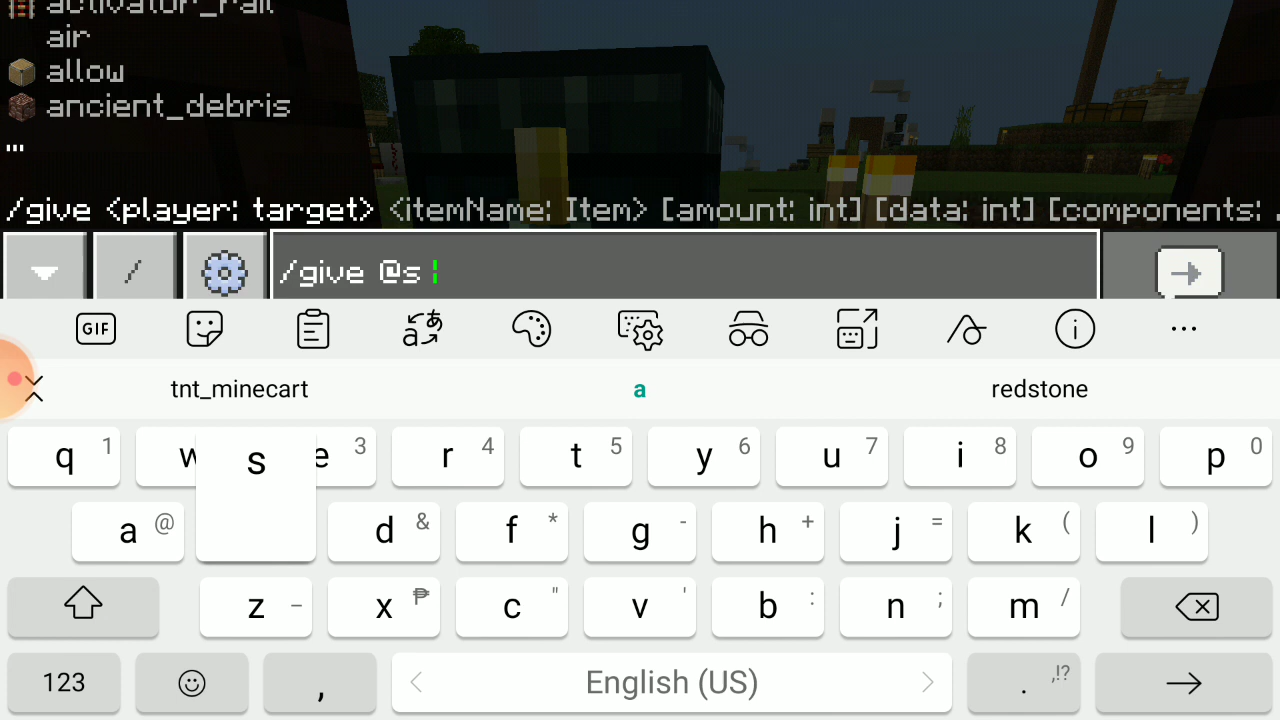 activator_rail
air
allow
ancient_debris
...
/give <player: target> <itemName: Item> [amount: int] [data: int] [components: .
/ /give @s
GIF
tnt_minecart a redstone
q 1 w e 3 r 4 t 5 y 6 u 7 i 8 o 9 p 0
a @ s d & f * g - h + j = k ( l )
z – x ₱ c " v ' b : n ; m /
123 , < English (US) > . ,!?